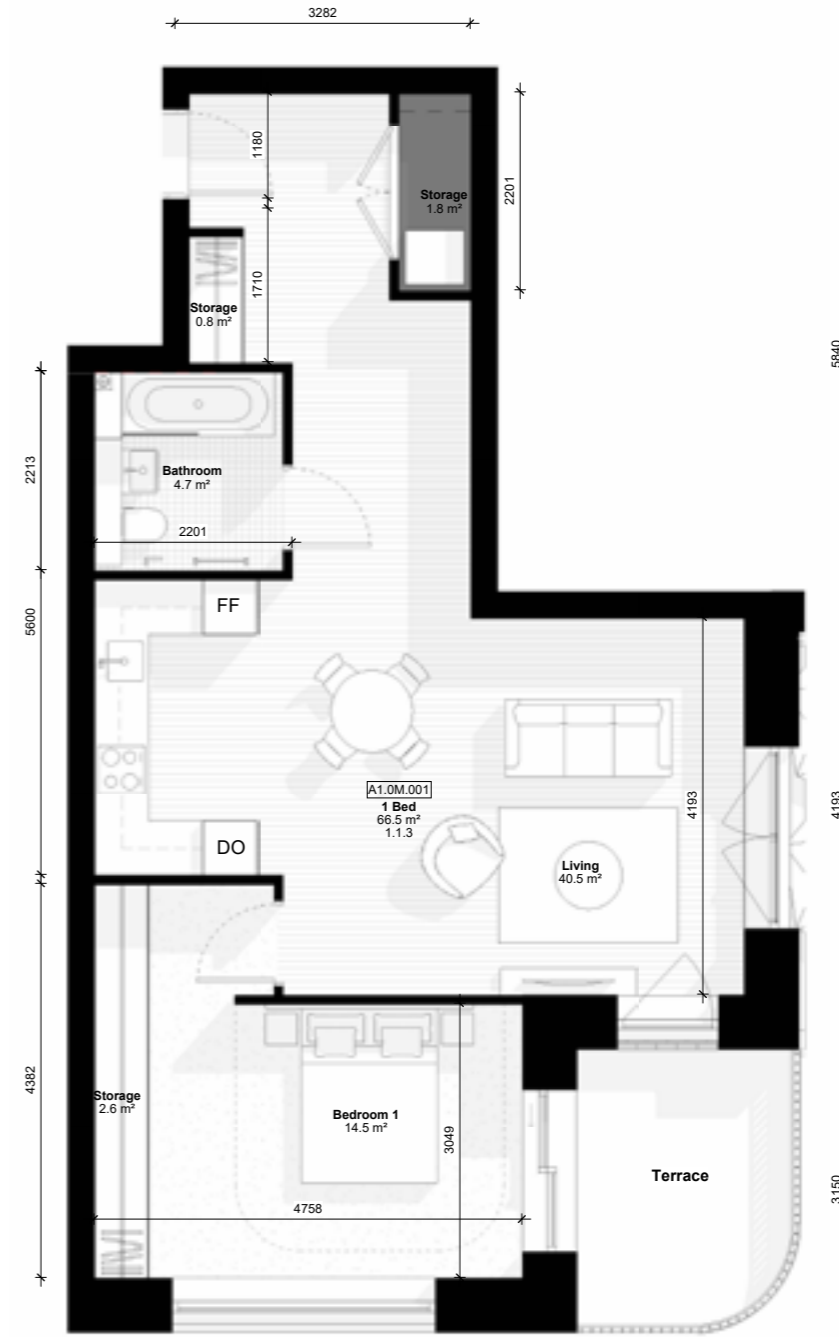 3282
1180
2201
Storage
1.8 m²
1710
Storage
0.8 m²
5840
2213
Bathroom
4.7 m²
2201
5600
FF
A1.0M.001
1 Bed
66.5 m²
1.1.3
4193
4193
DO
Living
40.5 m²
4382
Storage
2.6 m²
Bedroom 1
14.5 m²
3049
Terrace
3150
4758